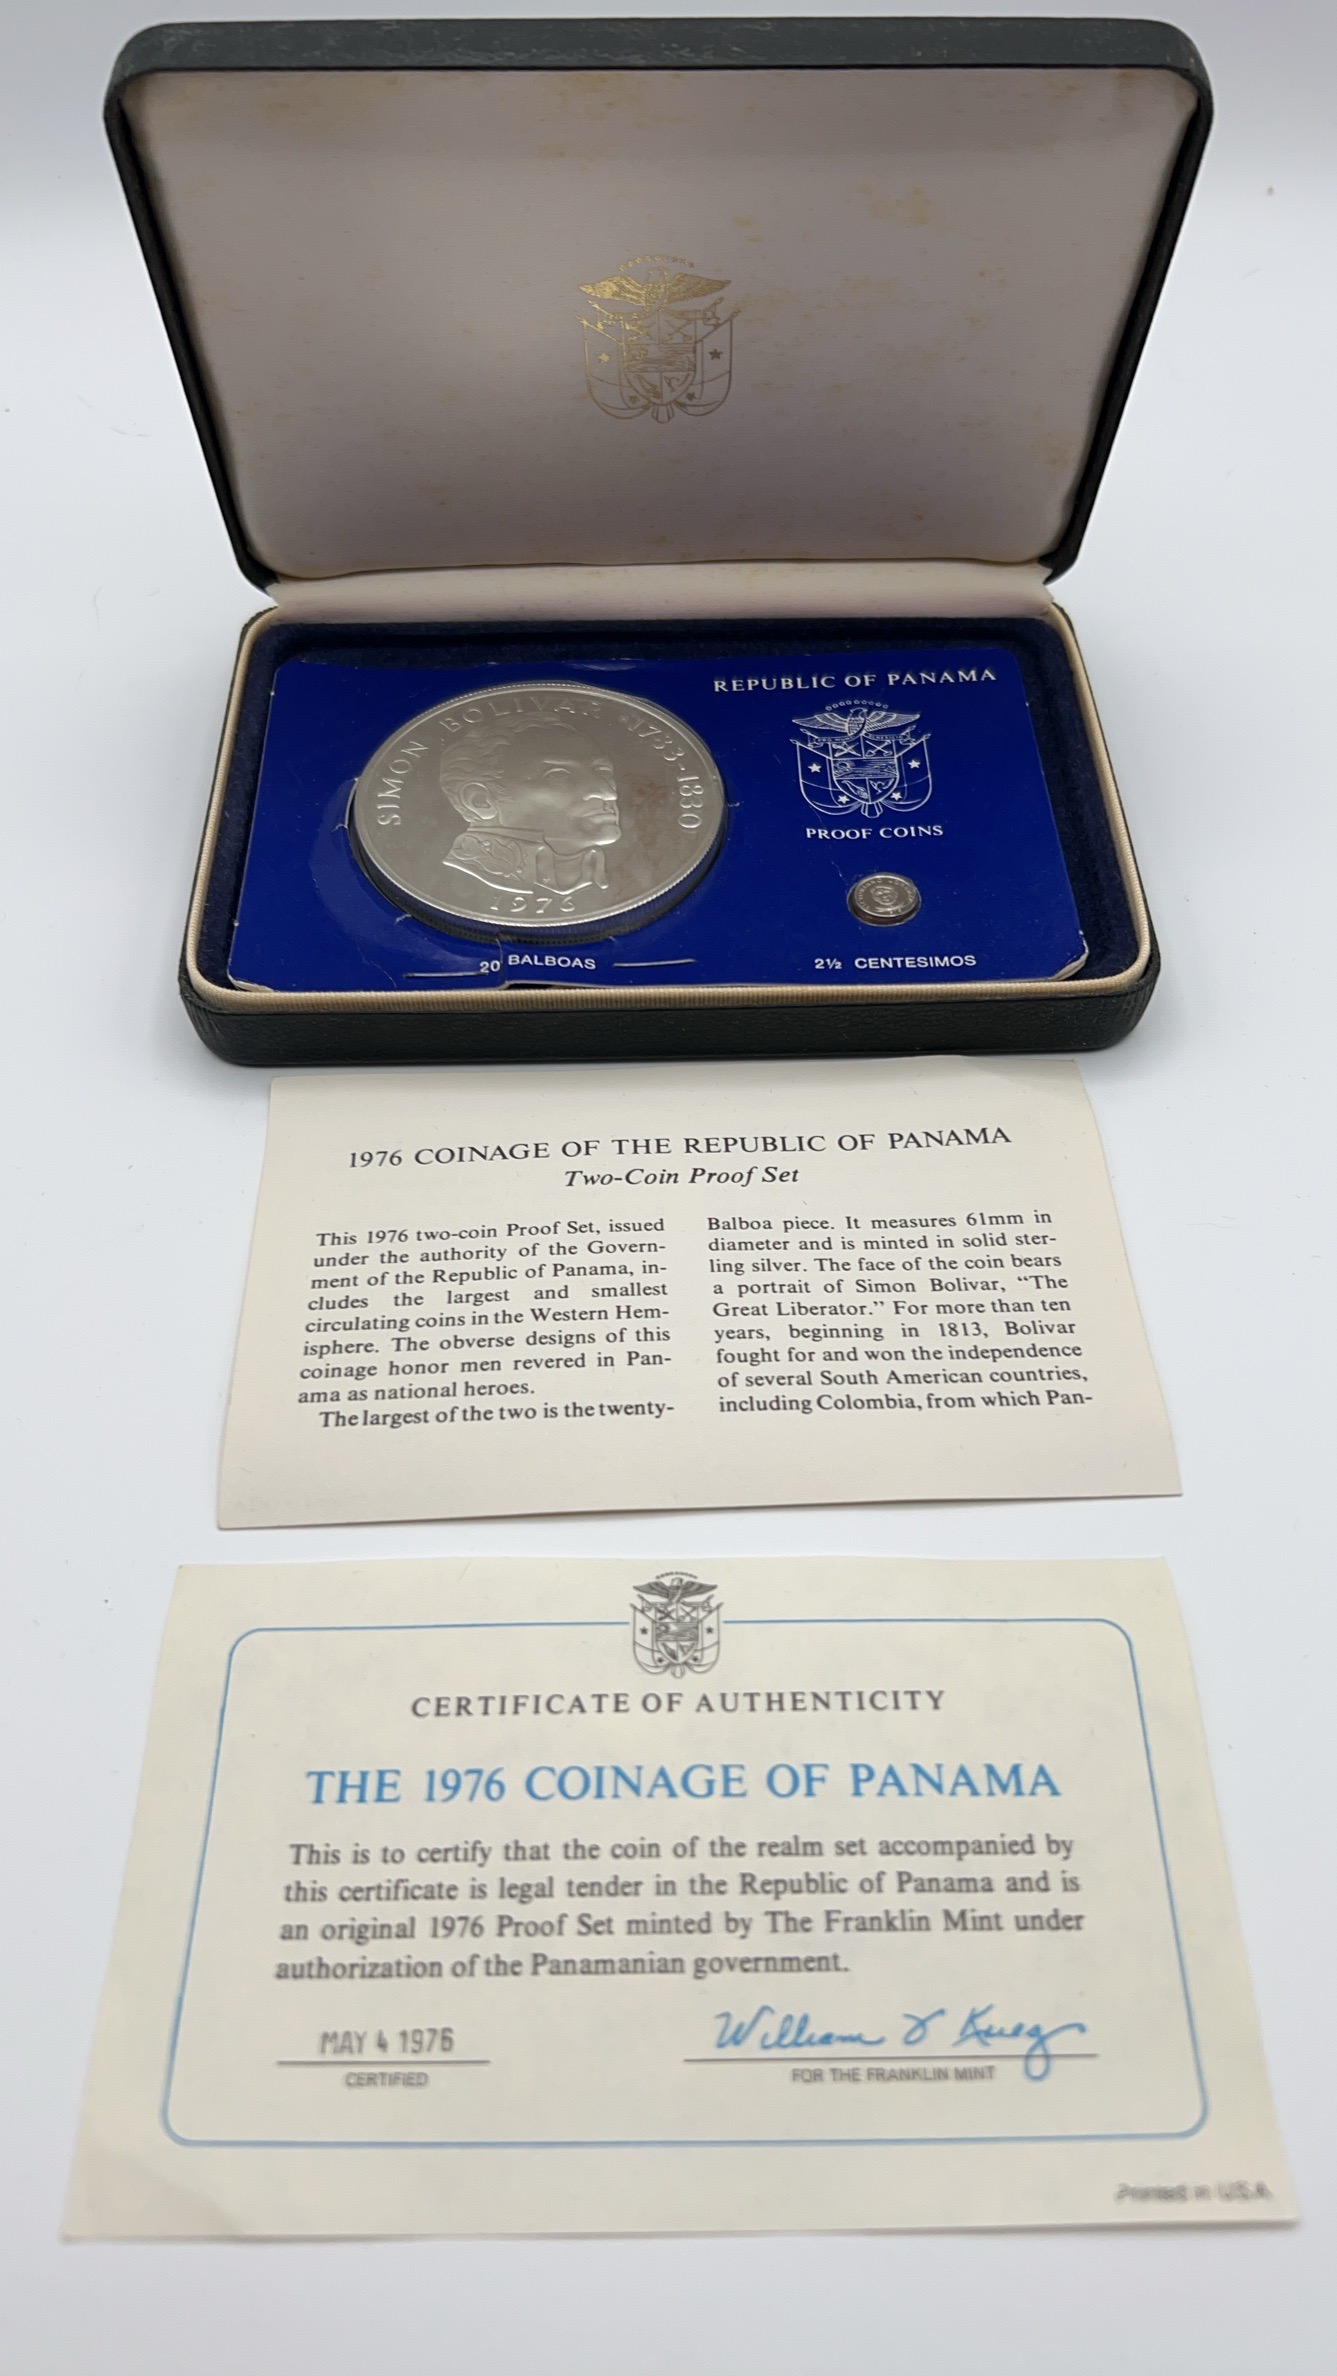 SIMON BOLIVAR 1783-1830
1976
20 BALBOAS
REPUBLIC OF PANAMA
PROOF COINS
2½ CENTESIMOS
1976 COINAGE OF THE REPUBLIC OF PANAMA
Two-Coin Proof Set
This 1976 two-coin Proof Set, issued
under the authority of the Govern-
ment of the Republic of Panama, in-
cludes the largest and smallest
circulating coins in the Western Hem-
isphere. The obverse designs of this
coinage honor men revered in Pan-
ama as national heroes.
The largest of the two is the twenty-
Balboa piece. It measures 61mm in
diameter and is minted in solid ster-
ling silver. The face of the coin bears
a portrait of Simon Bolivar, “The
Great Liberator.” For more than ten
years, beginning in 1813, Bolivar
fought for and won the independence
of several South American countries,
including Colombia, from which Pan-
CERTIFICATE OF AUTHENTICITY
THE 1976 COINAGE OF PANAMA
This is to certify that the coin of the realm set accompanied by
this certificate is legal tender in the Republic of Panama and is
an original 1976 Proof Set minted by The Franklin Mint under
authorization of the Panamanian government.
MAY 4 1976
CERTIFIED
William
FOR THE FRANKLIN MINT
Printed in USA